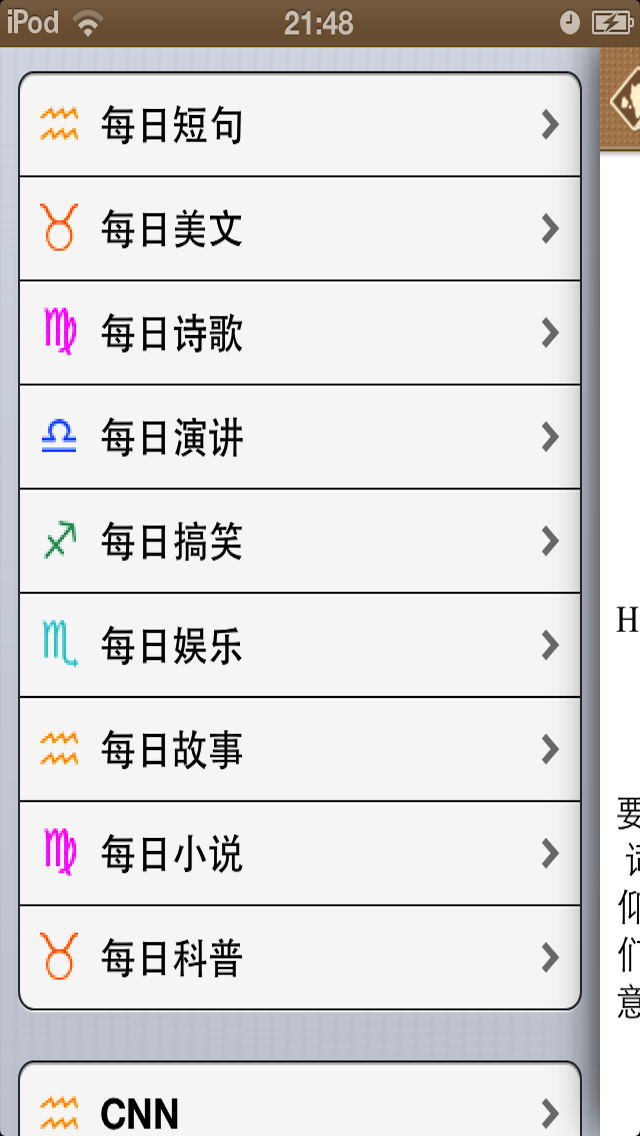 iPod 21:48
每日短句
每日美文
每日诗歌
每日演讲
每日搞笑
H
每日娱乐
每日故事
要
每日小说
仰
们
每日科普
意
CNN